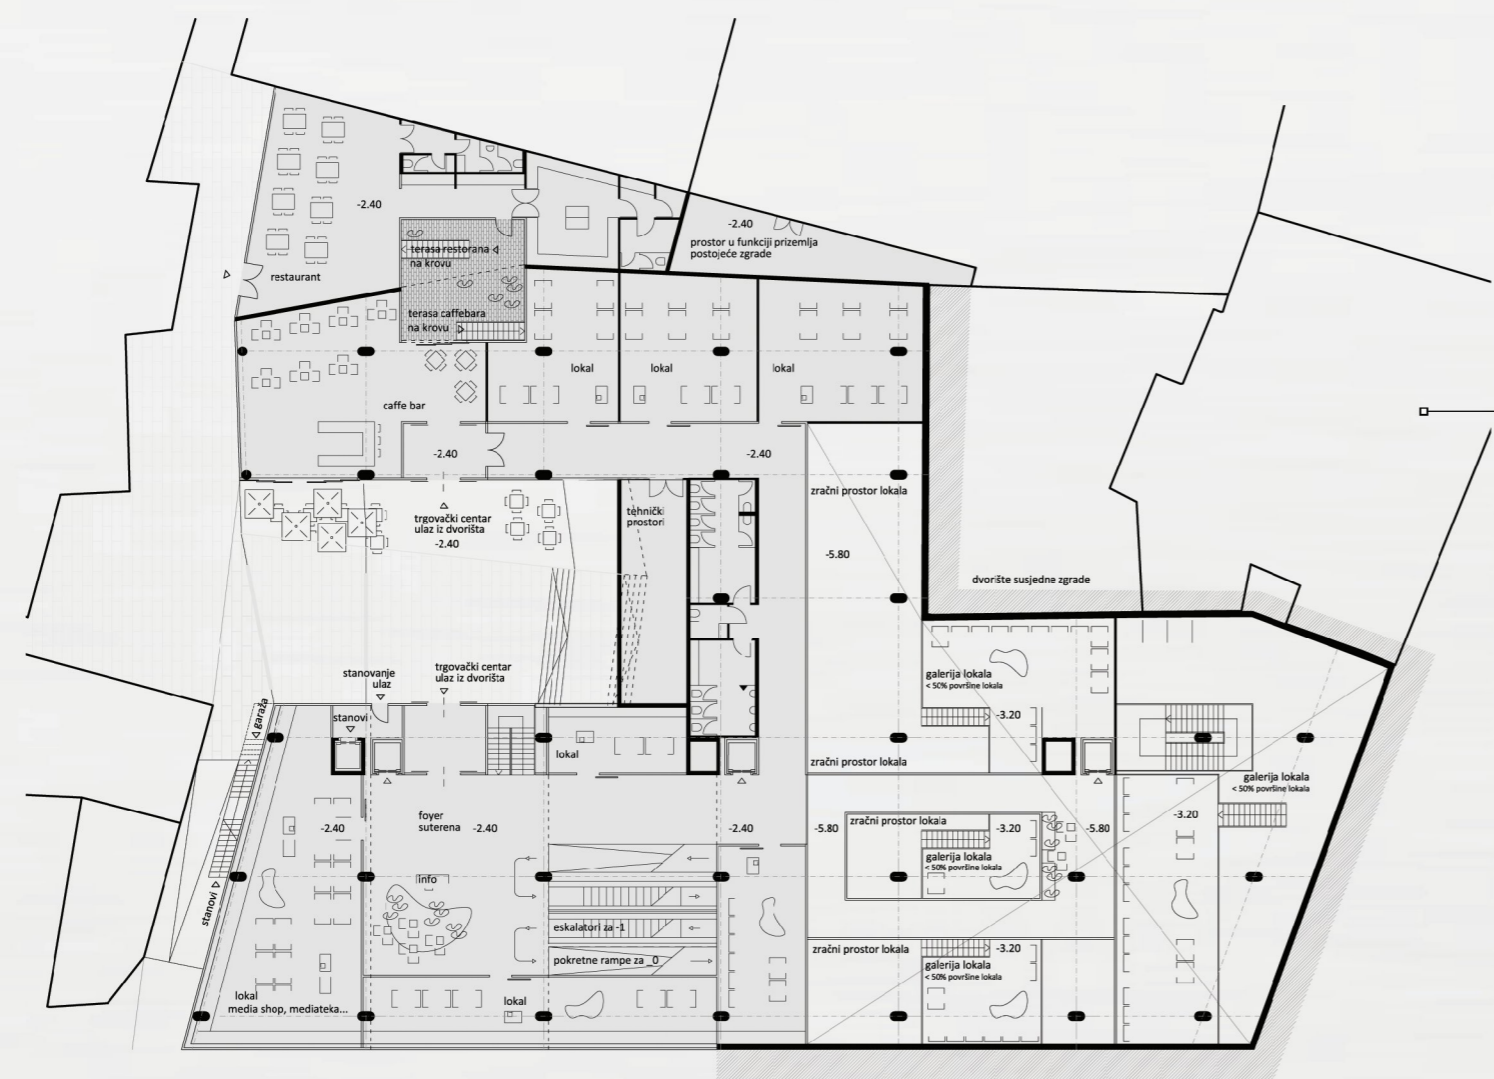 -2.40
-2.40
prostor u funkciji prizemlja
postojeće zgrade
terasa restorana
na krovu
restaurant
terasa caffebara
na krovu
lokal
lokal
lokal
caffe bar
-2.40
-2.40
zračni prostor lokala
trgovački centar
ulaz iz dvorišta
-2.40
tehnički
prostori
-5.80
dvorište susjedne zgrade
stanovanje
ulaz
trgovački centar
ulaz iz dvorišta
galerija lokala
< 50% površine lokala
garaža
stanovi
-3.20
lokal
zračni prostor lokala
galerija lokala
< 50% površine lokala
-2.40
foyer
suterena
-2.40
-2.40
-5.80
zračni prostor lokala
-3.20
-5.80
-3.20
galerija lokala
< 50% površine lokala
info
stanovi
eskalatori za -1
pokretne rampe za _0
zračni prostor lokala
-3.20
galerija lokala
< 50% površine lokala
lokal
media shop, mediateka...
lokal